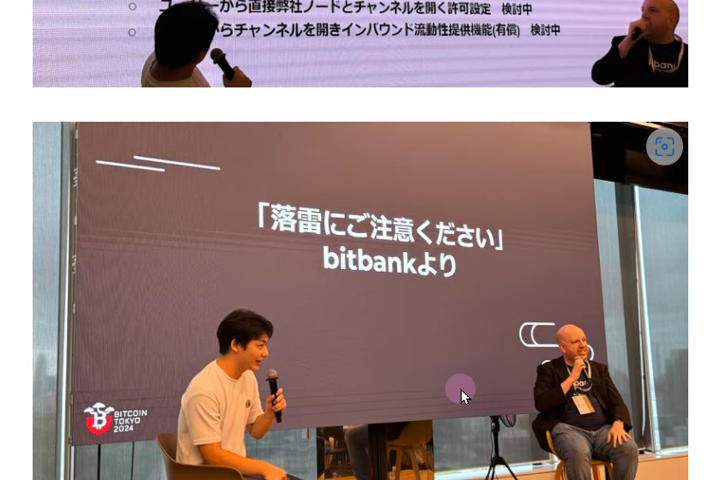 ○ から直接弊社ノードとチャンネルを開く許可設定 検討中
○ からチャンネルを開きインバウンド流動性提供機能(有償) 検討中
「落雷にご注意ください」
bitbankより
BITCOIN
TOKYO
2024